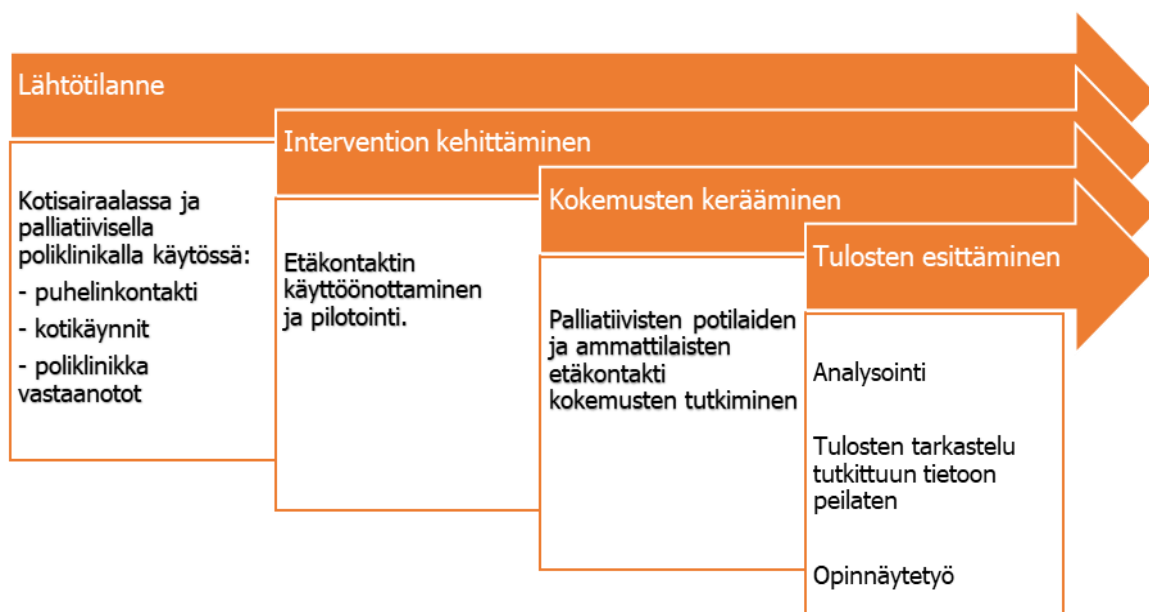 Lähtötilanne
Kotisairaalassa ja
palliatiivisella
poliklinikalla käytössä:
- puhelinkontakti
- kotikäynnit
- poliklinikka
vastaanotot
Intervention kehittäminen
Etäkontaktin
käyttöönottaminen
ja pilotointi.
Kokemusten kerääminen
Palliatiivisten potilaiden
ja ammattilaisten
etäkontakti
kokemusten tutkiminen
Tulosten esittäminen
Analysointi
Tulosten tarkastelu
tutkittuun tietoon
peilaten
Opinnäytetyö